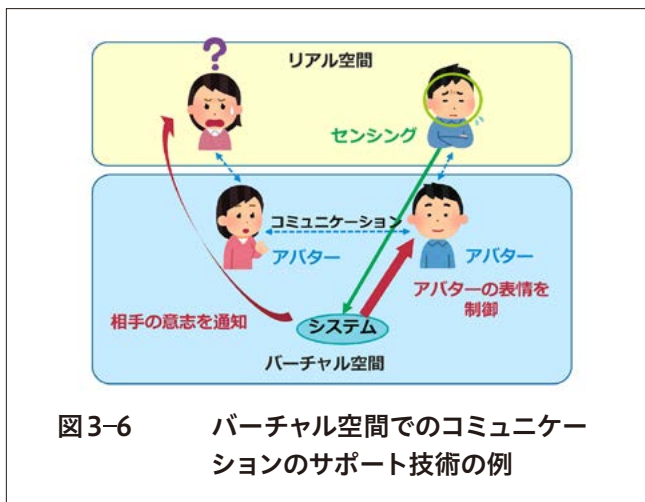 ?
リアル空間
センシング
コミュニケーション
アバター
アバター
アバターの表情を
制御
相手の意志を通知
システム
バーチャル空間
図3-6 バーチャル空間でのコミュニケー
ションのサポート技術の例